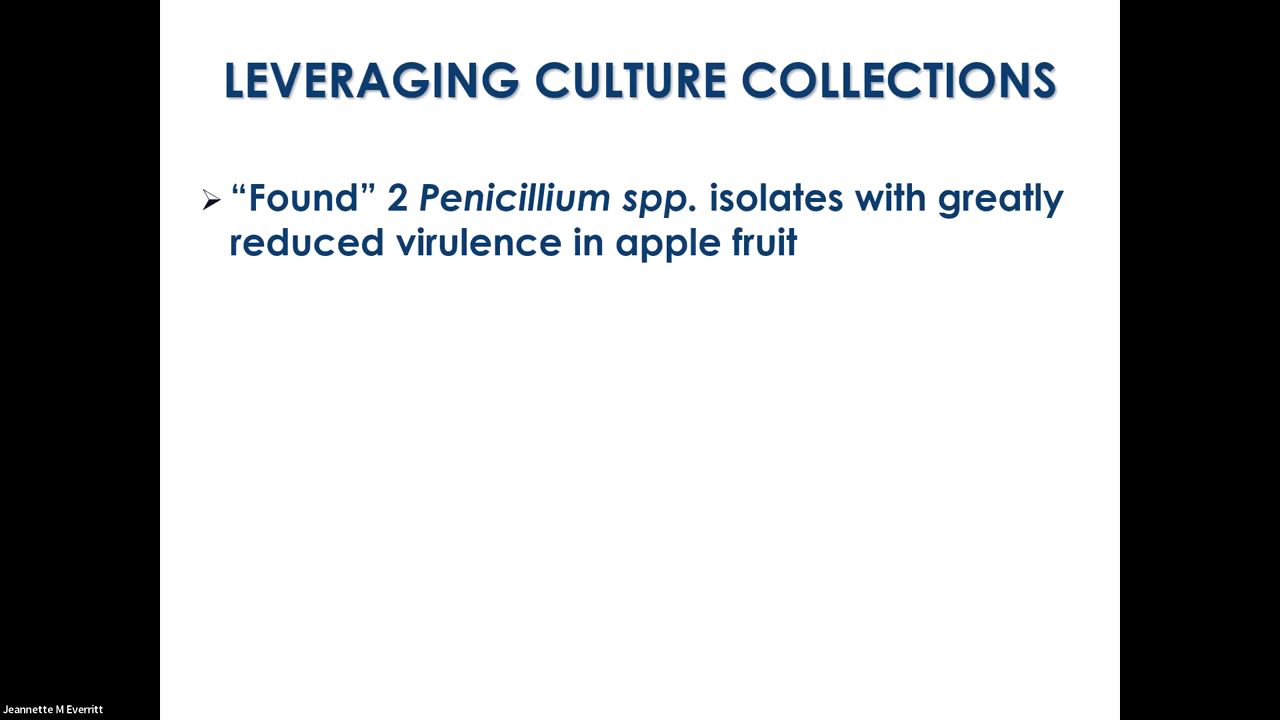 LEVERAGING CULTURE COLLECTIONS
“Found” 2 Penicillium spp. isolates with greatly
reduced virulence in apple fruit
Jeannette M Everritt